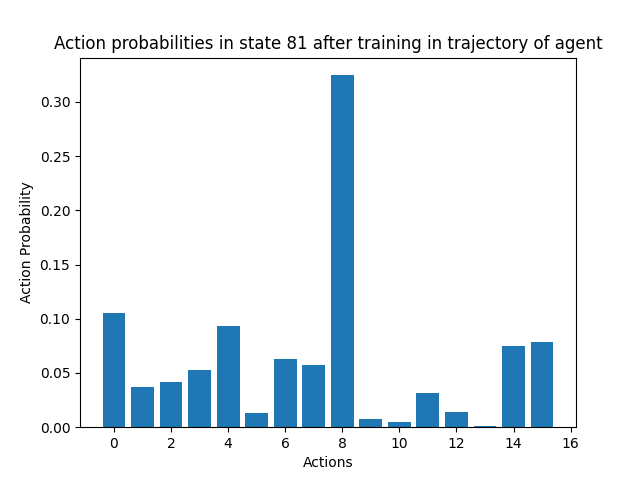 Action probabilities in state 81 after training in trajectory of agent
0.30
0.25
0.20
0.15
0.10
0.05
0.00
Action Probability
0 2 4 6 8 10 12 14 16
Actions